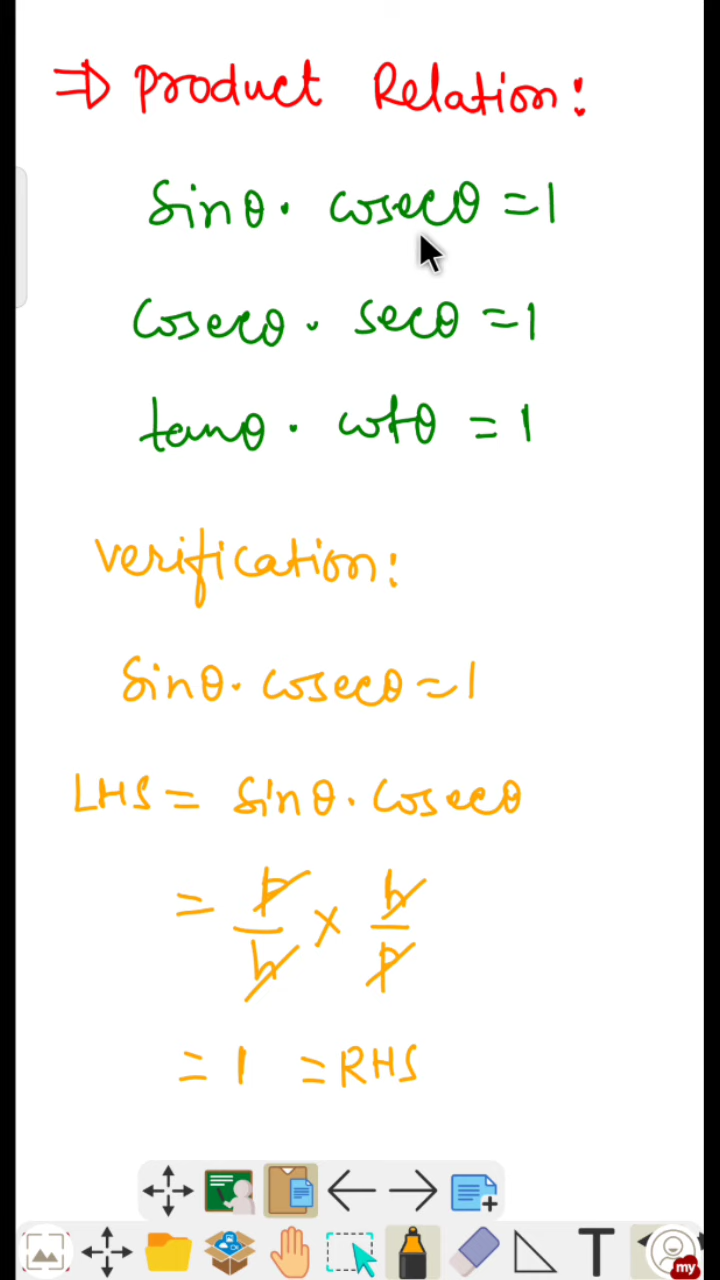 ⇒ Product Relation:
sinθ. cosecθ = 1
cosecθ . secθ = 1
tanθ . cotθ = 1
verification:
sinθ. cosecθ = 1
LHS = sinθ. cosecθ
= p/h × h/p
= 1 = RHS
T
my